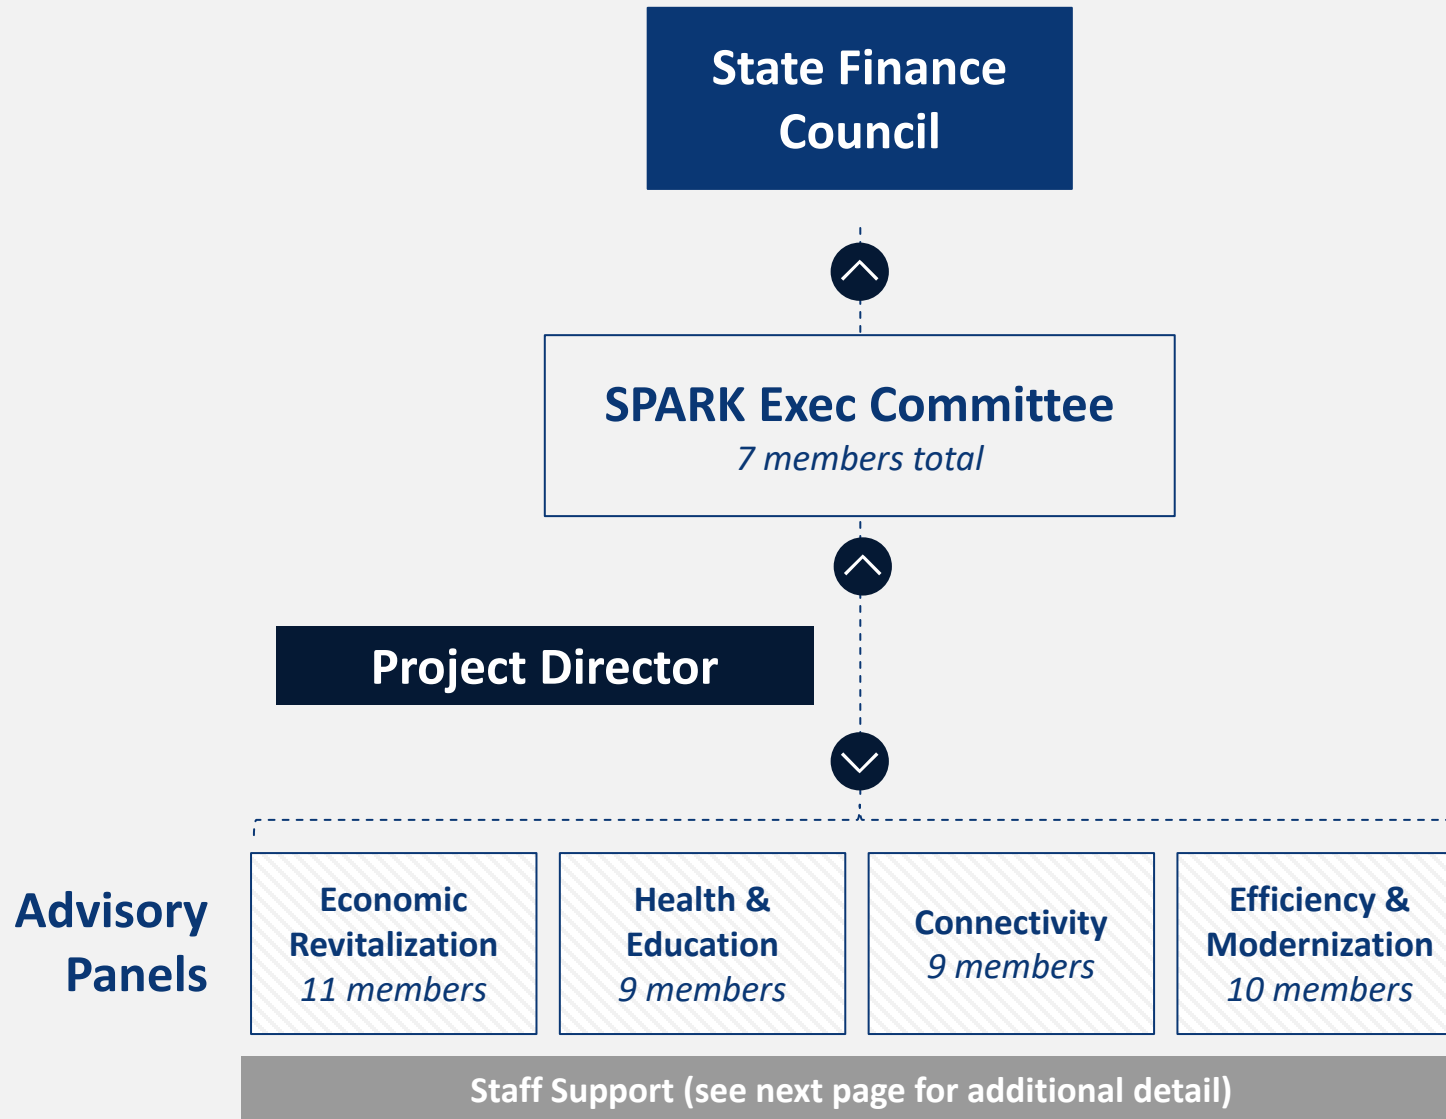 State Finance
Council
SPARK Exec Committee
7 members total
Project Director
Advisory
Panels
Economic
Revitalization
11 members
Health &
Education
9 members
Connectivity
9 members
Efficiency &
Modernization
10 members
Staff Support (see next page for additional detail)